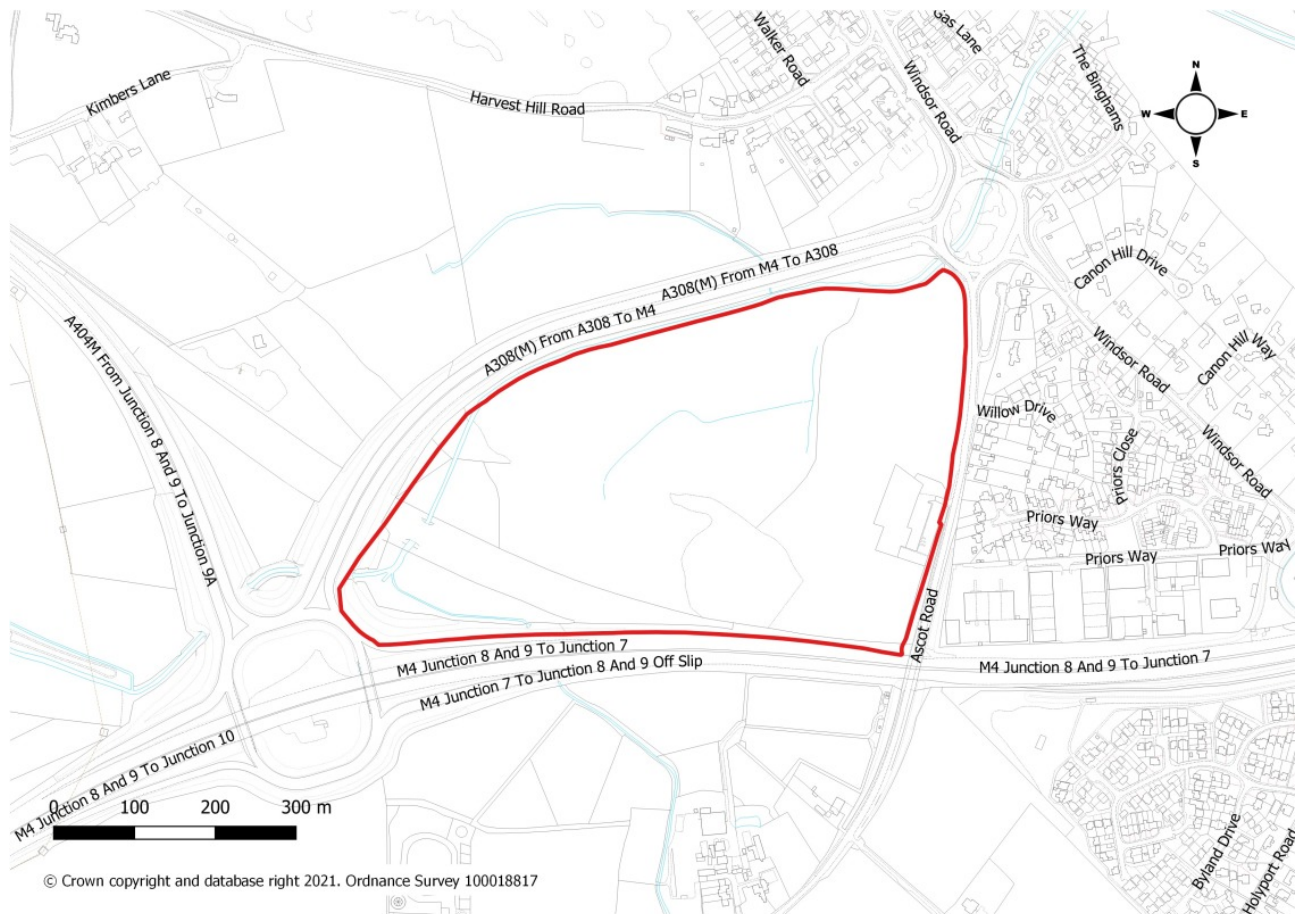 Kimbers Lane
Harvest Hill Road
Walker Road
Gas Lane
Windsor Road
The Binghams
N
W
E
S
A308(M) From M4 To A308
A308(M) From A308 To M4
Canon Hill Drive
Canon Hill Way
Windsor Road
Windsor Road
A404M From Junction 8 And 9 To Junction 9A
Willow Drive
Priors Close
Priors Way
Priors Way
Priors Way
Ascot Road
M4 Junction 8 And 9 To Junction 7
M4 Junction 8 And 9 To Junction 7
M4 Junction 7 To Junction 8 And 9 Off Slip
M4 Junction 8 And 9 To Junction 10
Byland Drive
Holyport Road
0 100 200 300 m
© Crown copyright and database right 2021. Ordnance Survey 100018817